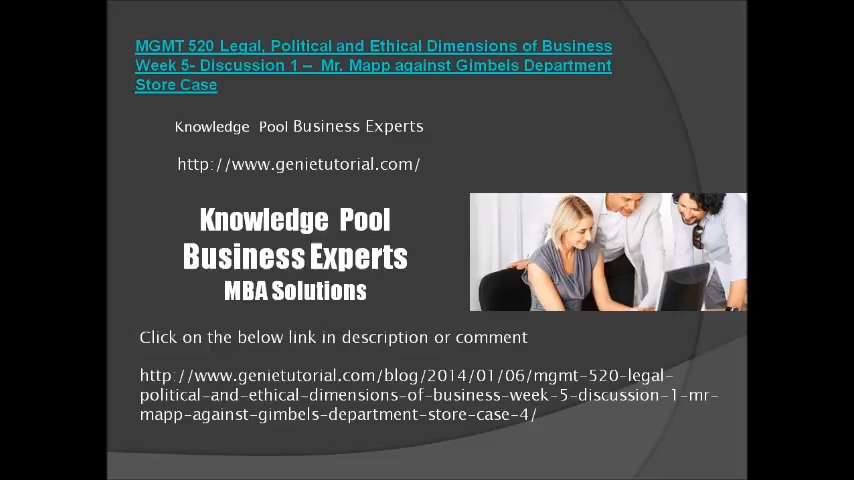 MGMT 520 Legal, Political and Ethical Dimensions of Business
Week 5- Discussion 1 – Mr. Mapp against Gimbels Department
Store Case
Knowledge Pool Business Experts
http://www.genietutorial.com/
Knowledge Pool
Business Experts
MBA Solutions
Click on the below link in description or comment
http://www.genietutorial.com/blog/2014/01/06/mgmt-520-legal-
political-and-ethical-dimensions-of-business-week-5-discussion-1-mr-
mapp-against-gimbels-department-store-case-4/